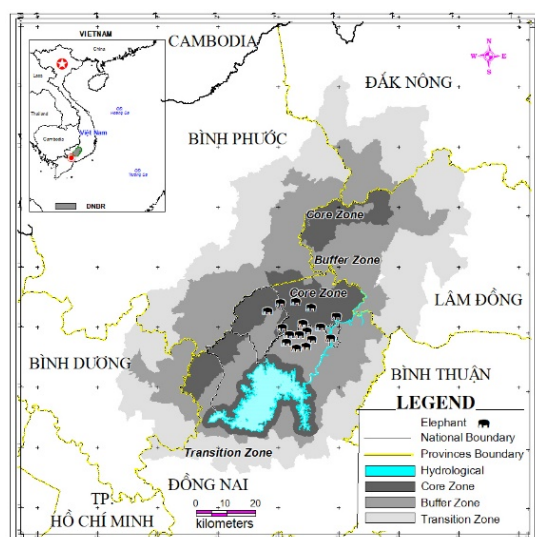 VIETNAM
China
Laos
Thailand
Cambodia
Việt Nam
DNBR
CAMBODIA
N
W
E
S
ĐẮK NÔNG
BÌNH PHƯỚC
Core Zone
Buffer Zone
Core Zone
LÂM ĐỒNG
BÌNH DƯƠNG
BÌNH THUẬN
Transition Zone
ĐỒNG NAI
TP.
HỒ CHÍ MINH
10 0 10 20
kilometers
LEGEND
Elephant
National Boundary
Provinces Boundary
Hydrological
Core Zone
Buffer Zone
Transition Zone